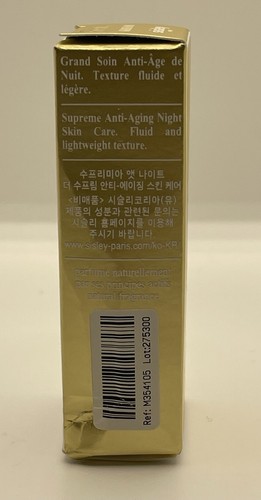 Grand Soin Anti-Âge de
Nuit. Texture fluide et
légère.
Supreme Anti-Aging Night
Skin Care. Fluid and
lightweight texture.
수프리미아 앳 나이트
더 수프림 안티-에이징 스킨 케어
<비매품> 시슬리코리아(유)
제품의 성분과 관련된 문의는
시슬리 홈페이지를 이용해
주시기 바랍니다.
www.sisley-paris.com/ko-KR
parfumé naturellement
natural fragrance
Ref: M354105 Lot:275300